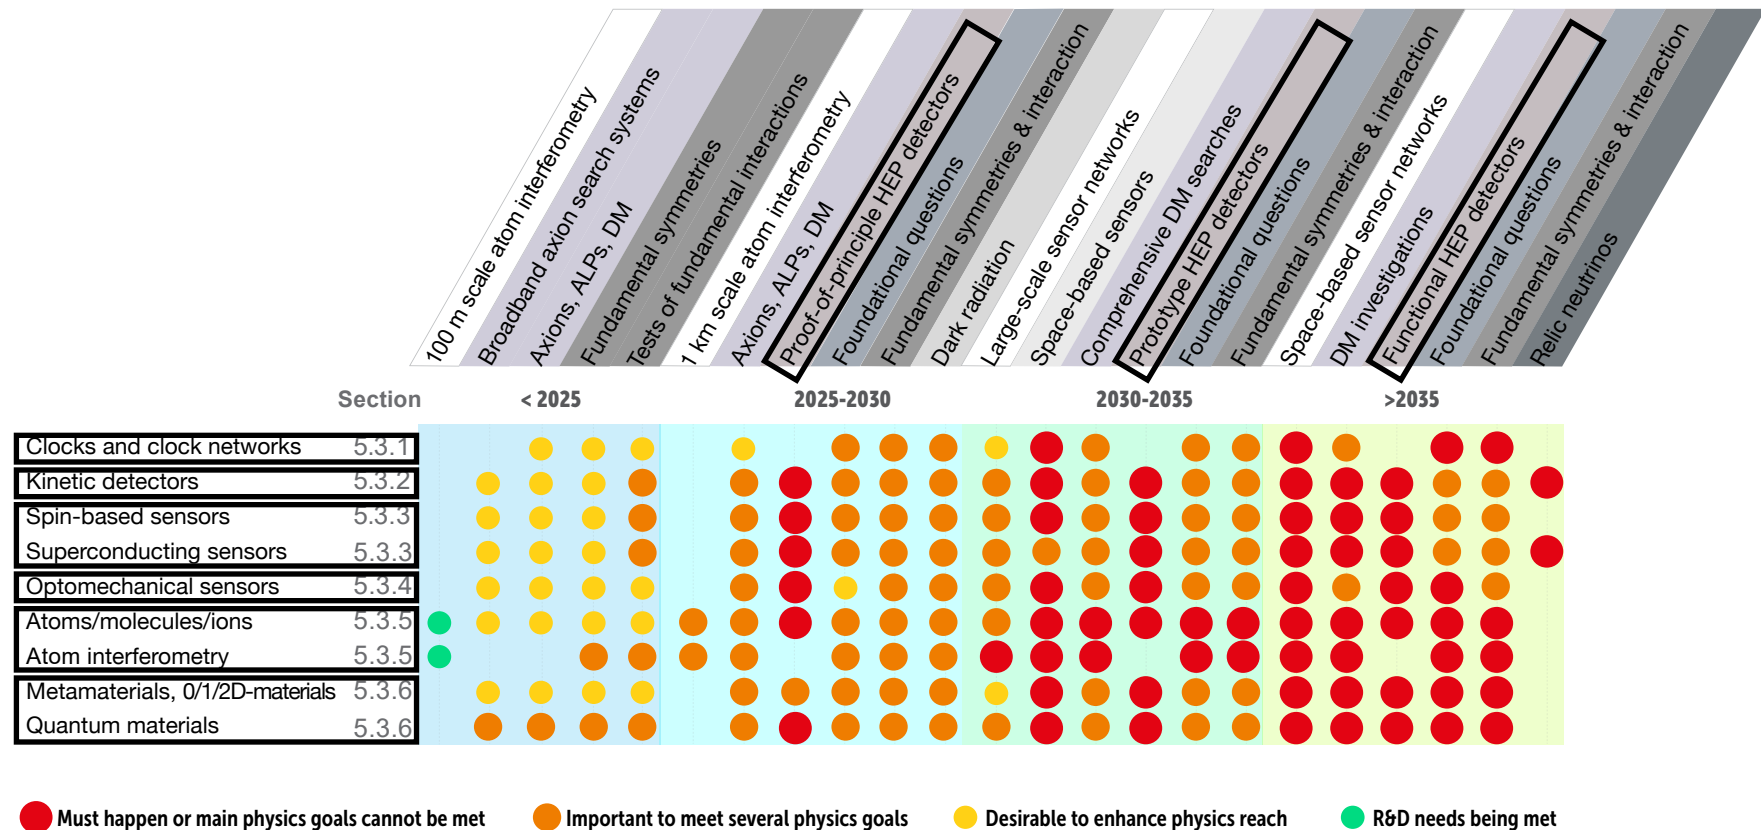 100 m scale atom interferometry
Broadband axion search systems
Axions, ALPs, DM
Fundamental symmetries
Tests of fundamental interactions
1 km scale atom interferometry
Axions, ALPs, DM
Proof-of-principle HEP detectors
Foundational questions
Fundamental symmetries & interaction
Dark radiation
Large-scale sensor networks
Space-based sensors
Comprehensive DM searches
Prototype HEP detectors
Foundational questions
Fundamental symmetries & interaction
Space-based sensor networks
DM investigations
Functional HEP detectors
Foundational questions
Fundamental symmetries & interaction
Relic neutrinos
Section < 2025 2025-2030 2030-2035 >2035
Clocks and clock networks 5.3.1
Kinetic detectors 5.3.2
Spin-based sensors 5.3.3
Superconducting sensors 5.3.3
Optomechanical sensors 5.3.4
Atoms/molecules/ions 5.3.5
Atom interferometry 5.3.5
Metamaterials, 0/1/2D-materials 5.3.6
Quantum materials 5.3.6
Must happen or main physics goals cannot be met Important to meet several physics goals Desirable to enhance physics reach R&D needs being met